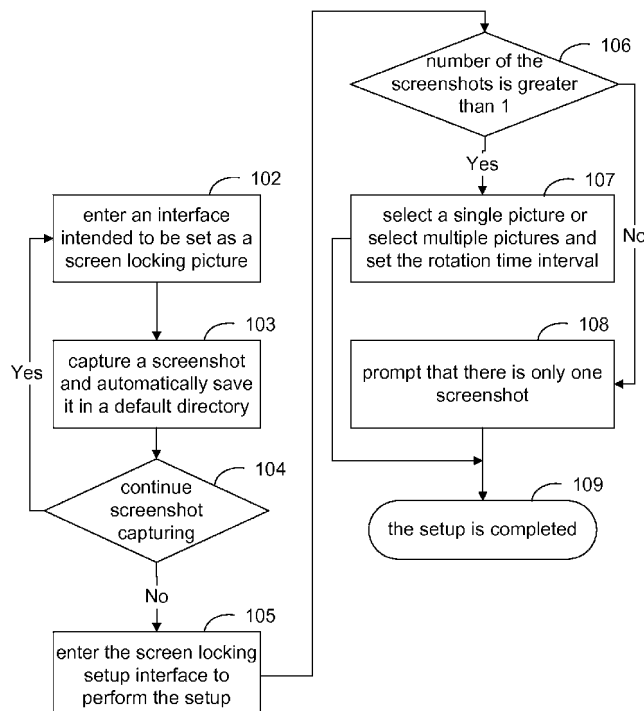 102
enter an interface
intended to be set as a
screen locking picture
103
capture a screenshot
and automatically save
it in a default directory
Yes
104
continue
screenshot
capturing
No
105
enter the screen locking
setup interface to
perform the setup
106
number of the
screenshots is greater
than 1
Yes
107
select a single picture or
select multiple pictures and
set the rotation time interval
No
108
prompt that there is only one
screenshot
109
the setup is completed